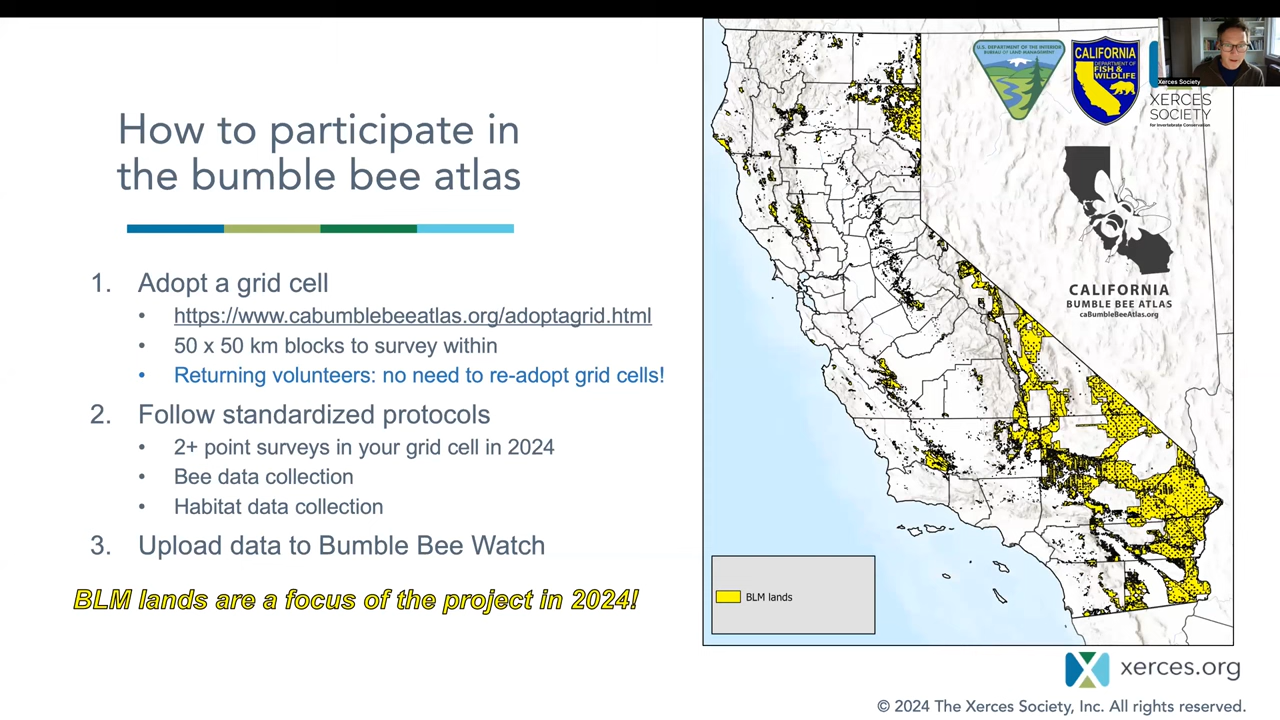 How to participate in
the bumble bee atlas
1. Adopt a grid cell
• https://www.cabumblebeeatlas.org/adoptagrid.html
• 50 x 50 km blocks to survey within
• Returning volunteers: no need to re-adopt grid cells!
2. Follow standardized protocols
• 2+ point surveys in your grid cell in 2024
• Bee data collection
• Habitat data collection
3. Upload data to Bumble Bee Watch
BLM lands are a focus of the project in 2024!
U.S. DEPARTMENT OF THE INTERIOR
BUREAU OF LAND MANAGEMENT
CALIFORNIA
DEPARTMENT OF
FISH &
WILDLIFE
Xerces Society
XERCES
SOCIETY
for Invertebrate Conservation
CALIFORNIA
BUMBLE BEE ATLAS
caBumbleBeeAtlas.org
BLM lands
xerces.org
© 2024 The Xerces Society, Inc. All rights reserved.